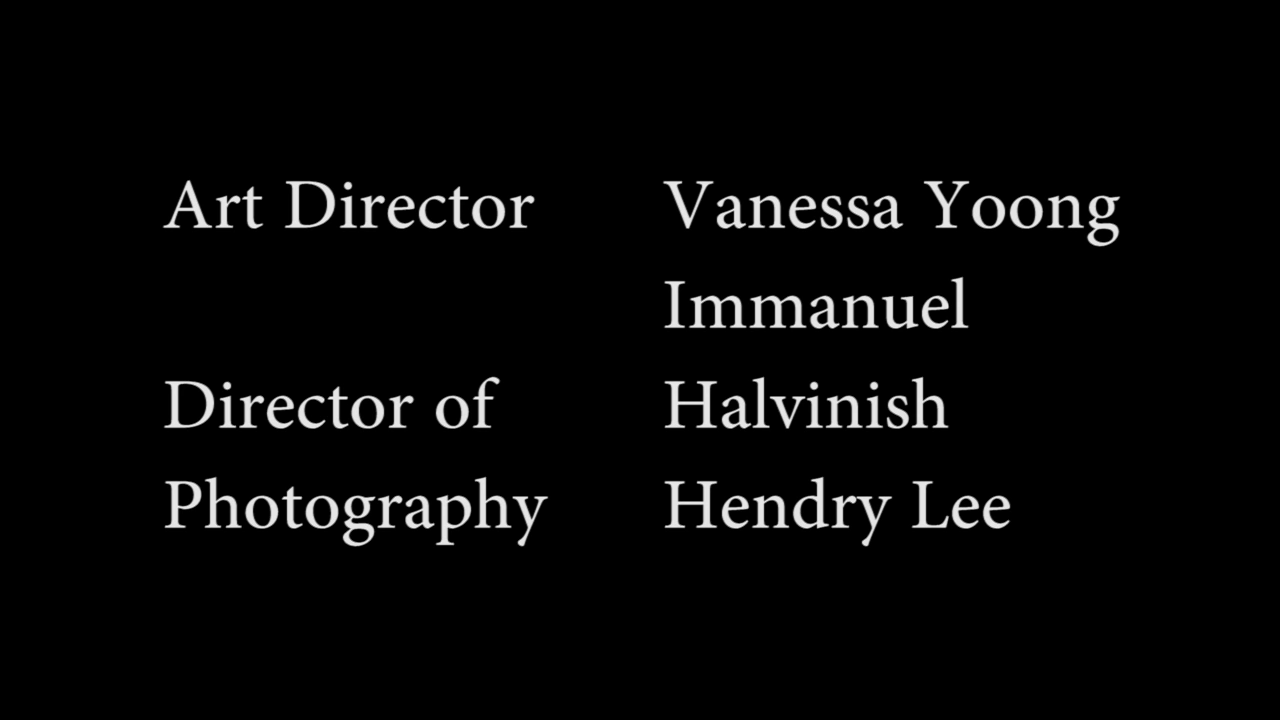 Art Director Vanessa Yoong
Immanuel
Director of Halvinish
Photography Hendry Lee